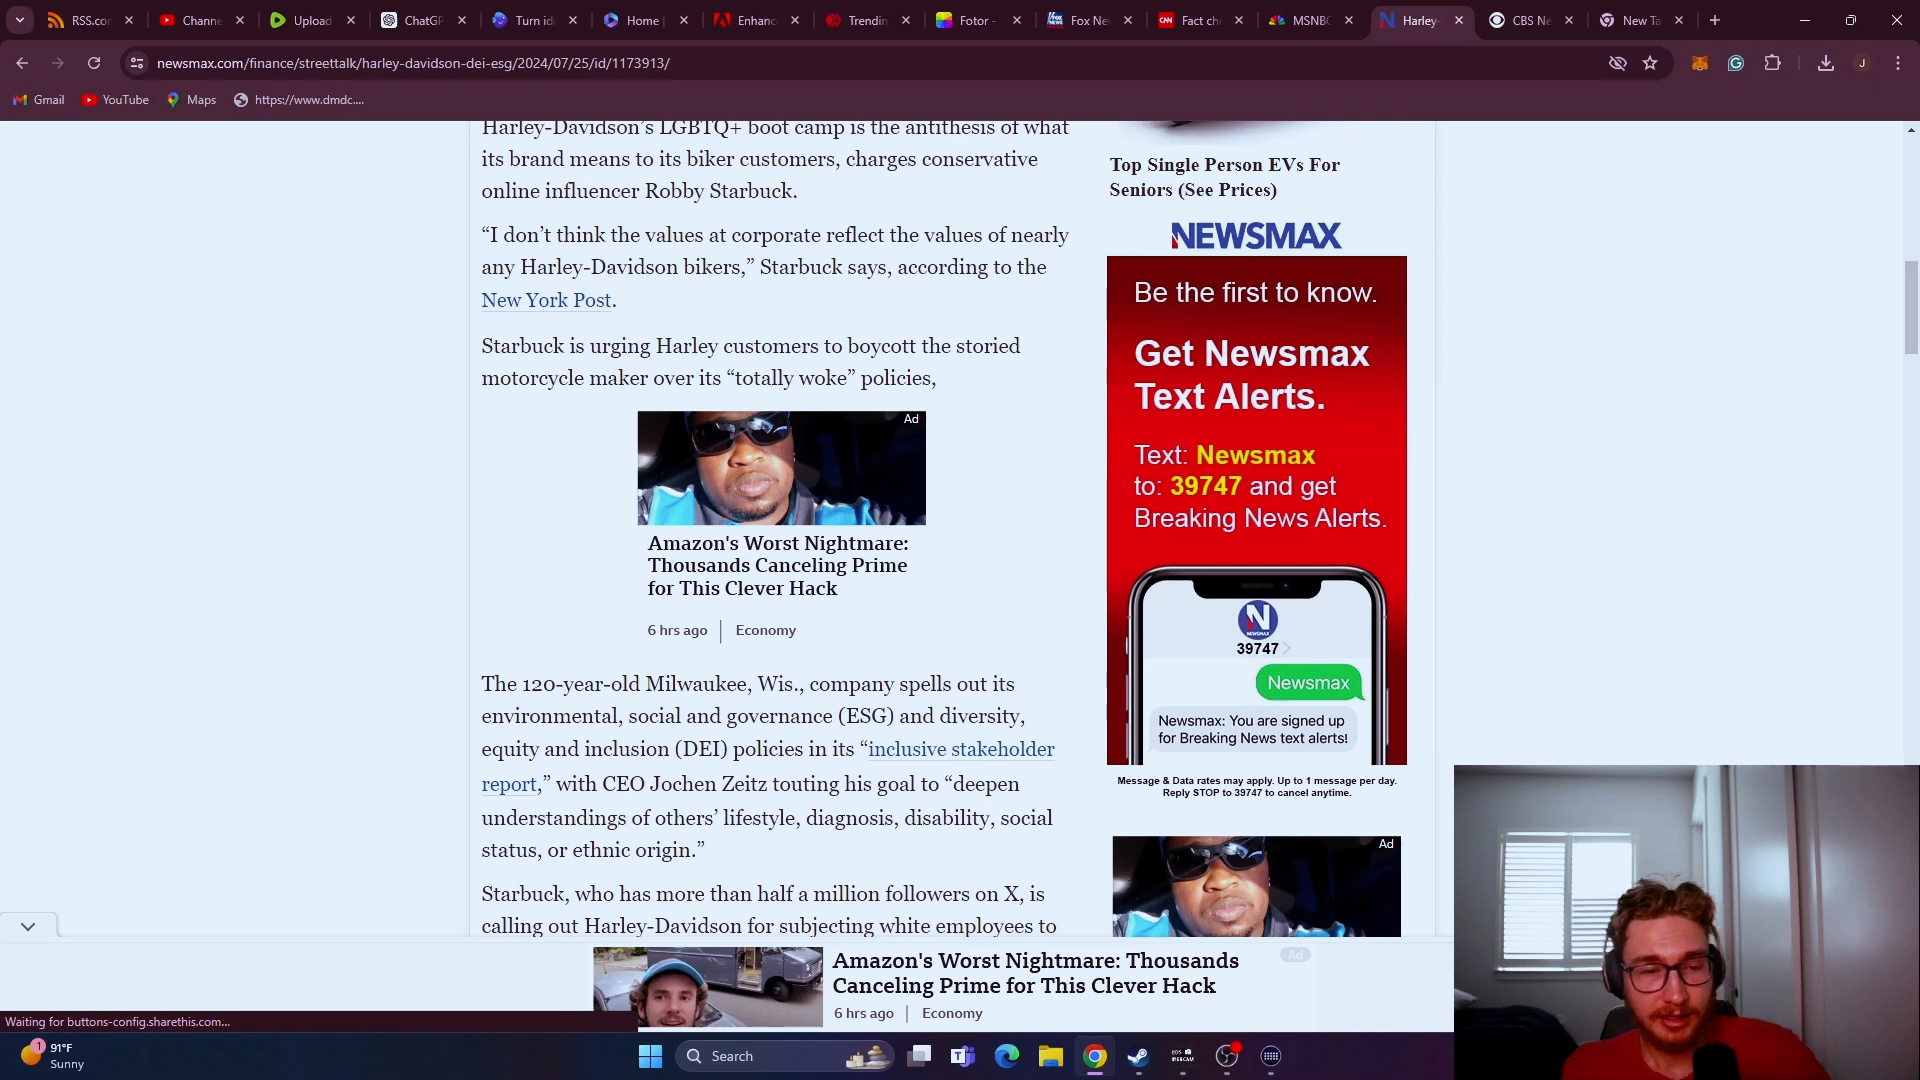 RSS.co
Channe
Upload
ChatGP
Turn id
Home |
Enhanc
Trendin
Fotor -
Fox Ne
Fact ch
MSNBC
Harley-
CBS Ne
New Ta
newsmax.com/finance/streettalk/harley-davidson-dei-esg/2024/07/25/id/1173913/
J
Gmail
YouTube
Maps
https://www.dmdc....
Harley-Davidson's LGBTQ+ boot camp is the antithesis of what
its brand means to its biker customers, charges conservative
online influencer Robby Starbuck.
“I don’t think the values at corporate reflect the values of nearly
any Harley-Davidson bikers,” Starbuck says, according to the
New York Post.
Starbuck is urging Harley customers to boycott the storied
motorcycle maker over its “totally woke” policies,
Ad
Amazon's Worst Nightmare:
Thousands Canceling Prime
for This Clever Hack
6 hrs ago | Economy
The 120-year-old Milwaukee, Wis., company spells out its
environmental, social and governance (ESG) and diversity,
equity and inclusion (DEI) policies in its “inclusive stakeholder
report,” with CEO Jochen Zeitz touting his goal to “deepen
understandings of others’ lifestyle, diagnosis, disability, social
status, or ethnic origin.”
Starbuck, who has more than half a million followers on X, is
calling out Harley-Davidson for subjecting white employees to
Top Single Person EVs For
Seniors (See Prices)
NEWSMAX
Be the first to know.
Get Newsmax
Text Alerts.
Text: Newsmax
to: 39747 and get
Breaking News Alerts.
N
NEWSMAX
39747
Newsmax
Newsmax: You are signed up
for Breaking News text alerts!
Message & Data rates may apply. Up to 1 message per day.
Reply STOP to 39747 to cancel anytime.
Ad
Amazon's Worst Nightmare: Thousands
Canceling Prime for This Clever Hack
Ad
6 hrs ago | Economy
Waiting for buttons-config.sharethis.com...
1
91°F
Sunny
Search
EOS
WEBCAM